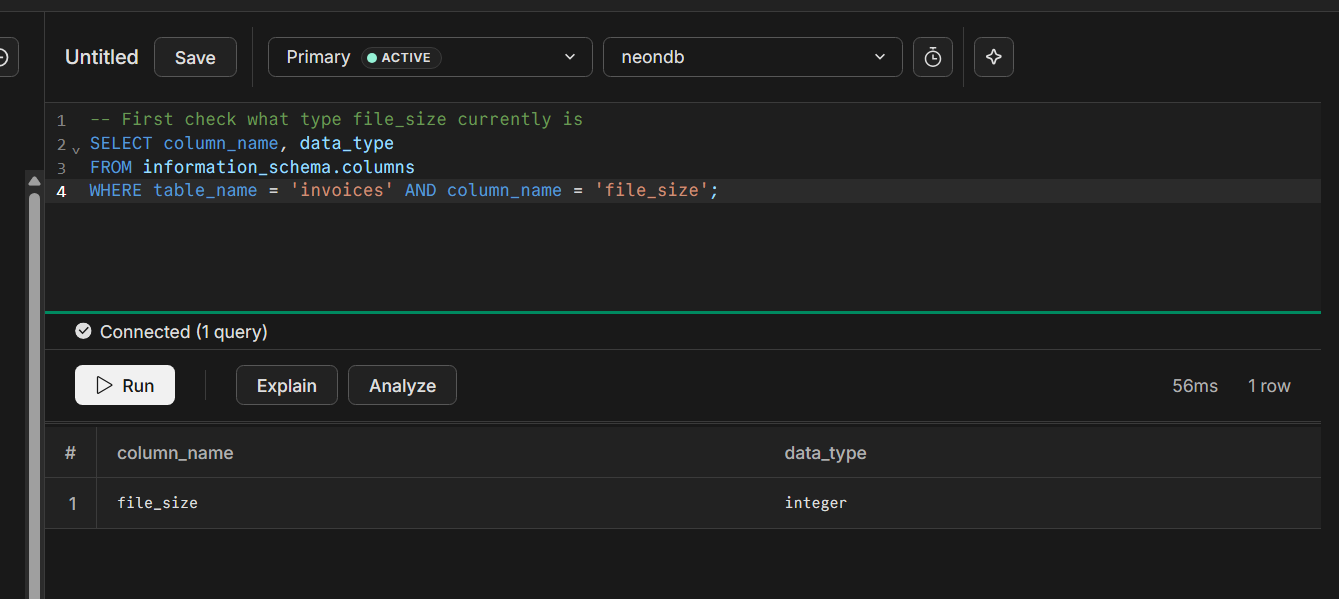 Untitled Save Primary ACTIVE neondb
1 -- First check what type file_size currently is
2 SELECT column_name, data_type
3 FROM information_schema.columns
4 WHERE table_name = 'invoices' AND column_name = 'file_size';
Connected (1 query)
Run Explain Analyze 56ms 1 row
# column_name data_type
1 file_size integer